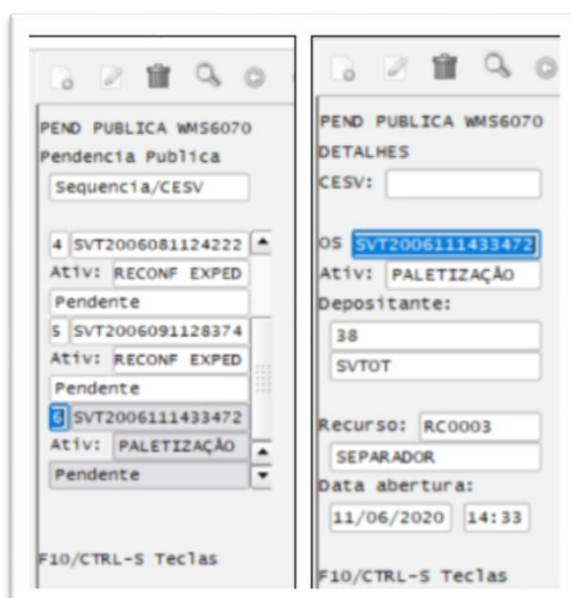 PEND PUBLICA WMS6070
Pendencia Publica
Sequencia/CESV
4 SVT2006081124222
Ativ: RECONF EXPED
Pendente
5 SVT2006091128374
Ativ: RECONF EXPED
Pendente
6 SVT2006111433472
Ativ: PALETIZAÇÃO
Pendente
F10/CTRL-S Teclas
PEND PUBLICA WMS6070
DETALHES
CESV:
OS SVT2006111433472
Ativ: PALETIZAÇÃO
Depositante:
38
SVTOT
Recurso: RC0003
SEPARADOR
Data abertura:
11/06/2020 14:33
F10/CTRL-S Teclas